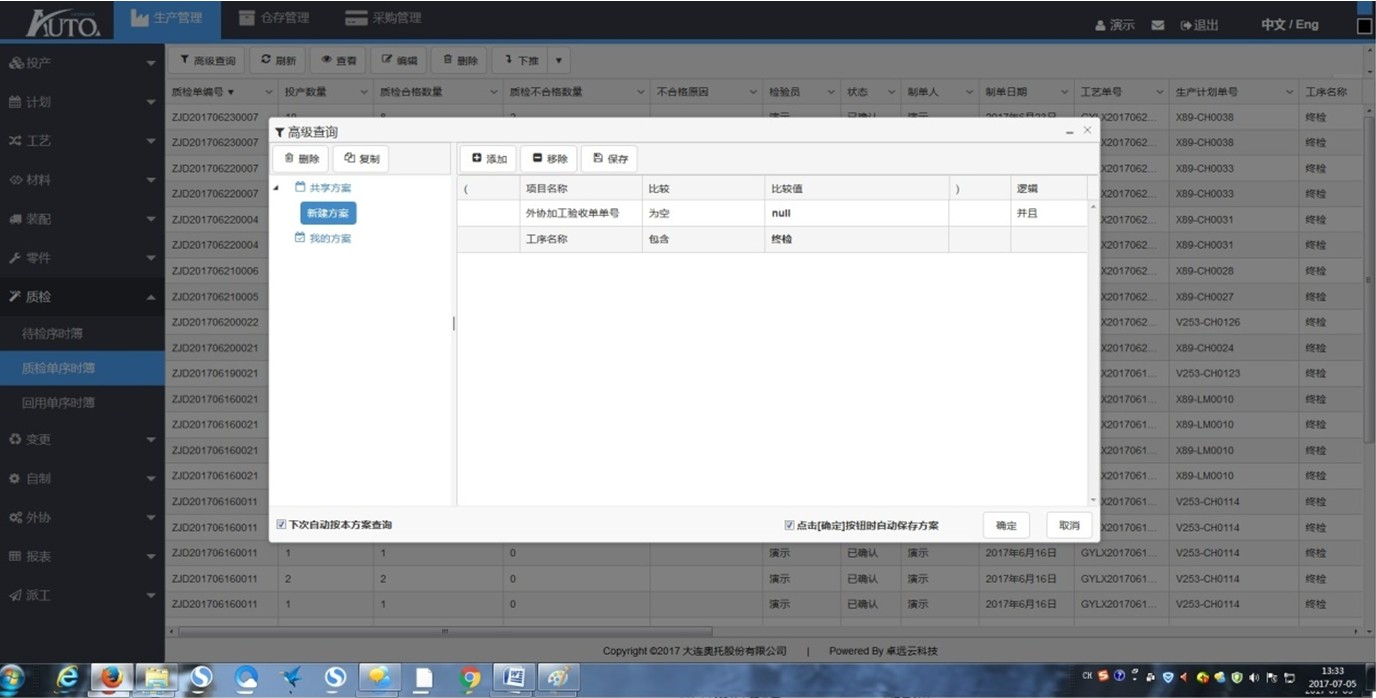 AUTO.
生产管理 仓存管理 采购管理 演示 退出 中文 / Eng
投产
计划
工艺
材料
装配
零件
质检
待检序时簿
质检单序时簿
回用单序时簿
变更
自制
外协
报表
派工
高级查询 刷新 查看 编辑 删除 下推
质检单编号 投产数量 质检合格数量 质检不合格数量 不合格原因 检验员 状态 制单人 制单日期 工艺单号 生产计划单号 工序名称
ZJD201706230007 X89-CH0038 终检
ZJD201706230007 X2017062... X89-CH0038 终检
ZJD201706220007 X2017062... X89-CH0033 终检
ZJD201706220007 X2017062... X89-CH0033 终检
ZJD201706220004 X2017062... X89-CH0031 终检
ZJD201706220004 X2017062... X89-CH0031 终检
ZJD201706210006 X2017062... X89-CH0028 终检
ZJD201706210005 X2017062... X89-CH0027 终检
ZJD201706200022 X2017062... V253-CH0126 终检
ZJD201706200021 X2017062... X89-CH0024 终检
ZJD201706190021 X2017061... V253-CH0123 终检
ZJD201706160021 X2017061... X89-LM0010 终检
ZJD201706160021 X2017061... X89-LM0010 终检
ZJD201706160021 X2017061... X89-LM0010 终检
ZJD201706160021 X2017061... X89-LM0010 终检
ZJD201706160011 X2017061... V253-CH0114 终检
ZJD201706160011 X2017061... V253-CH0114 终检
ZJD201706160011 1 1 0 演示 已确认 演示 2017年6月16日 GYLX2017061... V253-CH0114 终检
ZJD201706160011 2 2 0 演示 已确认 演示 2017年6月16日 GYLX2017061... V253-CH0114 终检
ZJD201706160011 1 1 0 演示 已确认 演示 2017年6月16日 GYLX2017061... V253-CH0114 终检
高级查询
删除 复制 添加 移除 保存
共享方案
新建方案
我的方案
( 项目名称 比较 比较值 ) 逻辑
外协加工验收单单号 为空 null 并且
工序名称 包含 终检
下次自动按本方案查询 点击[确定]按钮时自动保存方案 确定 取消
Copyright ©2017 大连奥托股份有限公司 | Powered By 卓远云科技
CH 13:33
2017-07-05